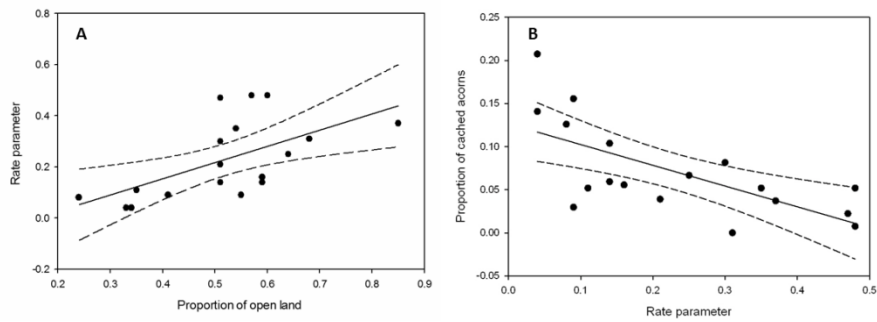 A
Rate parameter
0.8
0.6
0.4
0.2
0.0
-0.2
0.2 0.3 0.4 0.5 0.6 0.7 0.8 0.9
Proportion of open land
B
Proportion of cached acorns
0.25
0.20
0.15
0.10
0.05
0.00
-0.05
0.0 0.1 0.2 0.3 0.4 0.5
Rate parameter